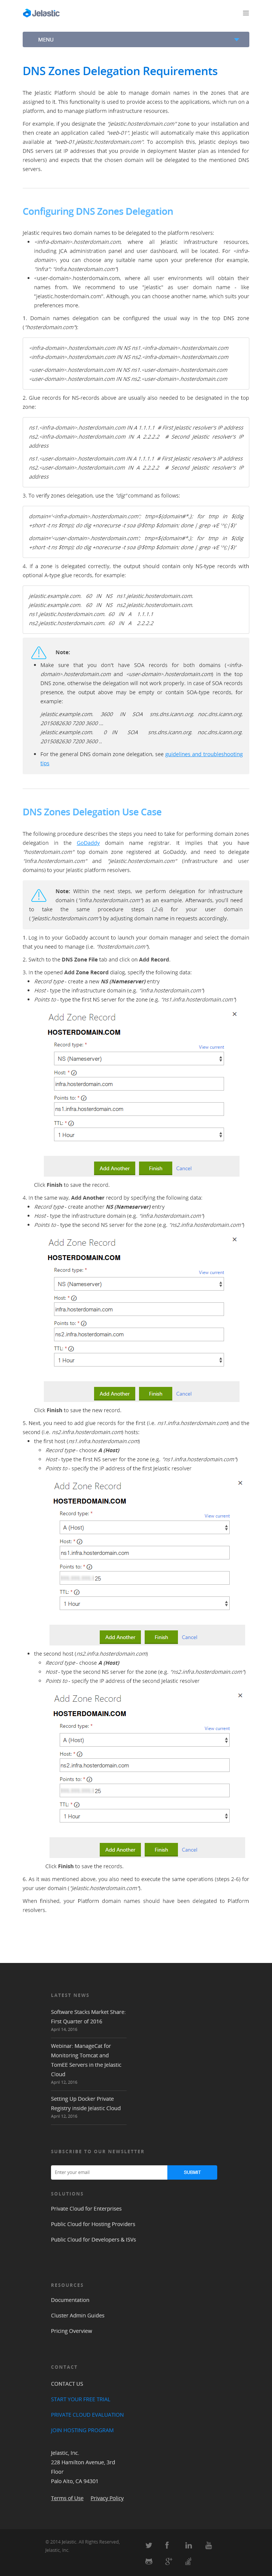 Jelastic
MENU
DNS Zones Delegation Requirements
The Jelastic Platform should be able to manage domain names in the zones that are
assigned to it. This functionality is used to provide access to the applications, which run on a
PaaS platform.
For example, if you designate the "jelastic.hosterdomain.com" zone to your installation and
then create an application called "web-01", Jelastic will automatically make this application
available at "web-01.jelastic.hosterdomain.com". To accomplish this, Jelastic deploys two
DNS servers (at IP addresses that you provide in deployment Master plan as intended for
resolvers) and expects that the chosen domain will be delegated to the mentioned DNS
servers.
Configuring DNS Zones Delegation
Jelastic requires two domain names to be delegated to the platform resolvers:
• <infra-domain>.hosterdomain.com, where all Jelastic infrastructure resources,
including JCA administration panel and user dashboard, will be located. For <infra-
domain>, you can choose any suitable name upon your preference (for example,
"infra": "infra.hosterdomain.com")
• <user-domain>.hosterdomain.com, where all user environments will obtain their
names from. We recommend to use "jelastic" as user domain name - like
"jelastic.hosterdomain.com". Although, you can choose another name, which suits your
preferences more.
1. Domain names delegation can be configured the usual way in the top DNS zone
("hosterdomain.com"):
<infra-domain>.hosterdomain.com IN NS ns1.<infra-domain>.hosterdomain.com
<infra-domain>.hosterdomain.com IN NS ns2.<infra-domain>.hosterdomain.com
<user-domain>.hosterdomain.com IN NS ns1.<user-domain>.hosterdomain.com
<user-domain>.hosterdomain.com IN NS ns2.<user-domain>.hosterdomain.com
2. Glue records for NS-records above are usually also needed to be designated in the top
zone:
ns1.<infra-domain>.hosterdomain.com IN A 1.1.1.1 # First Jelastic resolver's IP address
ns2.<infra-domain>.hosterdomain.com IN A 2.2.2.2 # Second Jelastic resolver's IP
address
ns1.<user-domain>.hosterdomain.com IN A 1.1.1.1 # First Jelastic resolver's IP address
ns2.<user-domain>.hosterdomain.com IN A 2.2.2.2 # Second Jelastic resolver's IP
address
3. To verify zones delegation, use the "dig" command as follows:
4. If a zone is delegated correctly, the output should contain only NS-type records with
optional A-type glue records, for example:
jelastic.example.com. 60 IN NS ns1.jelastic.hosterdomain.com.
jelastic.example.com. 60 IN NS ns2.jelastic.hosterdomain.com.
ns1.jelastic.hosterdomain.com. 60 IN A 1.1.1.1
ns2.jelastic.hosterdomain.com. 60 IN A 2.2.2.2
Note:
• Make sure that you don't have SOA records for both domains (<infra-
domain>.hosterdomain.com and <user-domain>.hosterdomain.com) in the top DNS
zone, otherwise the delegation will not work properly. In case of SOA records
presence, the output above may be empty or contain SOA-type records, for
example:
jelastic.example.com. 3600 IN SOA sns.dns.icann.org. noc.dns.icann.org.
2015082630 7200 3600 ...
jelastic.example.com. 0 IN SOA sns.dns.icann.org. noc.dns.icann.org.
2015082630 7200 3600 ..
• For the general DNS domain zone delegation, see guidelines and troubleshooting
tips
DNS Zones Delegation Use Case
The following procedure describes the steps you need to take for performing domain zones
delegation in the GoDaddy domain name registrar. It implies that you have
"hosterdomain.com" top domain zone registered at GoDaddy, and need to delegate
"infra.hosterdomain.com" and "jelastic.hosterdomain.com" (infrastructure and user
domains) to your Jelastic platform resolvers.
Note: Within the next steps, we perform delegation for infrastructure
domain ("infra.hosterdomain.com") as an example. Afterwards, you'll need
to take the same procedure steps (2-6) for your user domain
("jelastic.hosterdomain.com") by adjusting domain names in records accordingly.
1. Log in to your GoDaddy account to launch your domain manager and select the domain
that you need to manage (i.e. "hosterdomain.com").
2. Switch to the DNS Zone File tab and click on Add Record.
3. In the opened Add Zone Record dialog, specify the following data:
• Record type - create a new NS (Nameserver) entry
• Host - type the infrastructure domain (e.g. "infra.hosterdomain.com")
• Points to - type the first NS server for the zone (e.g. "ns1.infra.hosterdomain.com")
Add Zone Record
HOSTERDOMAIN.COM
Record type: *
View current
NS (Nameserver)
Host: *
infra.hosterdomain.com
Points to: *
ns1.infra.hosterdomain.com
TTL: *
1 Hour
Add Another Finish Cancel
Click Finish to save the record.
4. In the same way, Add Another record by specifying the following data:
• Record type - create another NS (Nameserver) entry
• Host - type the infrastructure domain (e.g. "infra.hosterdomain.com")
• Points to - type the second NS server for the zone (e.g. "ns2.infra.hosterdomain.com")
Add Zone Record
HOSTERDOMAIN.COM
Record type: *
View current
NS (Nameserver)
Host: *
infra.hosterdomain.com
Points to: *
ns2.infra.hosterdomain.com
TTL: *
1 Hour
Add Another Finish Cancel
Click Finish to save the new record.
5. Next, you need to add glue records for the first (i.e. ns1.infra.hosterdomain.com) and the
second (i.e. ns2.infra.hosterdomain.com) hosts:
• the first host (ns1.infra.hosterdomain.com)
Record type - choose A (Host)
Host - type the first NS server for the zone (e.g. "ns1.infra.hosterdomain.com")
Points to - specify the IP address of the first Jelastic resolver
Add Zone Record
HOSTERDOMAIN.COM
Record type: *
View current
A (Host)
Host: *
ns1.infra.hosterdomain.com
Points to: *
25
TTL: *
1 Hour
Add Another Finish Cancel
• the second host (ns2.infra.hosterdomain.com)
Record type - choose A (Host)
Host - type the second NS server for the zone (e.g. "ns2.infra.hosterdomain.com")
Points to - specify the IP address of the second Jelastic resolver
Add Zone Record
HOSTERDOMAIN.COM
Record type: *
View current
A (Host)
Host: *
ns2.infra.hosterdomain.com
Points to: *
25
TTL: *
1 Hour
Add Another Finish Cancel
Click Finish to save the records.
6. As it was mentioned above, you also need to execute the same operations (steps 2-6) for
your user domain ("jelastic.hosterdomain.com").
When finished, your Platform domain names should have been delegated to Platform
resolvers.
LATEST NEWS
Software Stacks Market Share:
First Quarter of 2016
April 14, 2016
Webinar: ManageCat for
Monitoring Tomcat and
TomEE Servers in the Jelastic
Cloud
April 12, 2016
Setting Up Docker Private
Registry Inside Jelastic Cloud
April 12, 2016
SUBSCRIBE TO OUR NEWSLETTER
Enter your email
SUBMIT
SOLUTIONS
Private Cloud for Enterprises
Public Cloud for Hosting Providers
Public Cloud for Developers & ISVs
RESOURCES
Documentation
Cluster Admin Guides
Pricing Overview
CONTACT
CONTACT US
START YOUR FREE TRIAL
PRIVATE CLOUD EVALUATION
JOIN HOSTING PROGRAM
Jelastic, Inc.
228 Hamilton Avenue, 3rd
Floor
Palo Alto, CA 94301
Terms of Use Privacy Policy
© 2014 Jelastic. All Rights Reserved.
Jelastic, Inc.